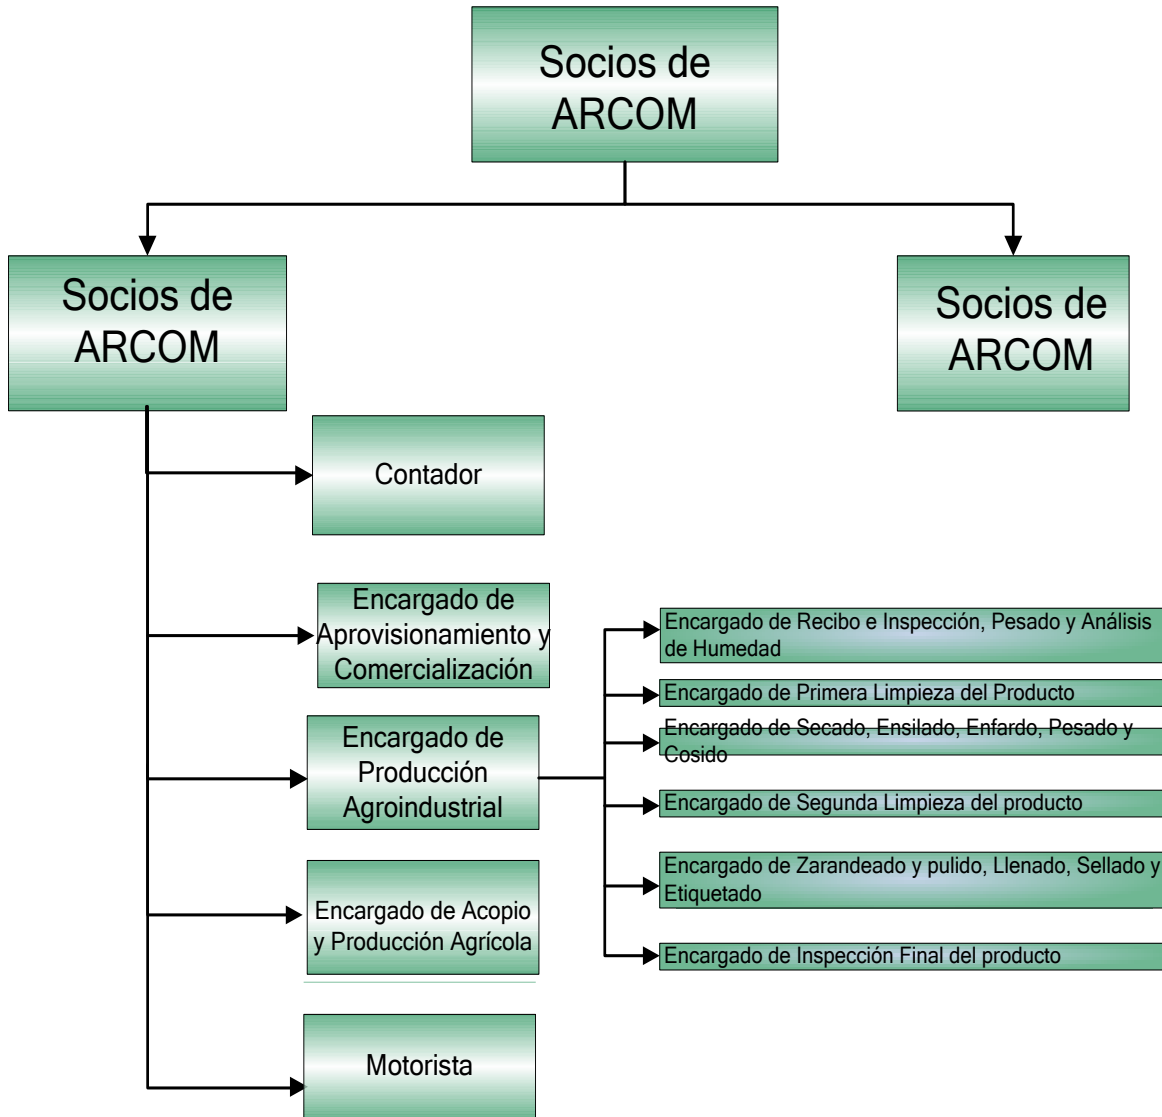 Socios de
ARCOM
Socios de
ARCOM
Socios de
ARCOM
Contador
Encargado de
Aprovisionamiento y
Comercialización
Encargado de
Producción
Agroindustrial
Encargado de Acopio
y Producción Agrícola
Motorista
Encargado de Recibo e Inspección, Pesado y Análisis
de Humedad
Encargado de Primera Limpieza del Producto
Encargado de Secado, Ensilado, Enfardo, Pesado y
Cosido
Encargado de Segunda Limpieza del producto
Encargado de Zarandeado y pulido, Llenado, Sellado y
Etiquetado
Encargado de Inspección Final del producto